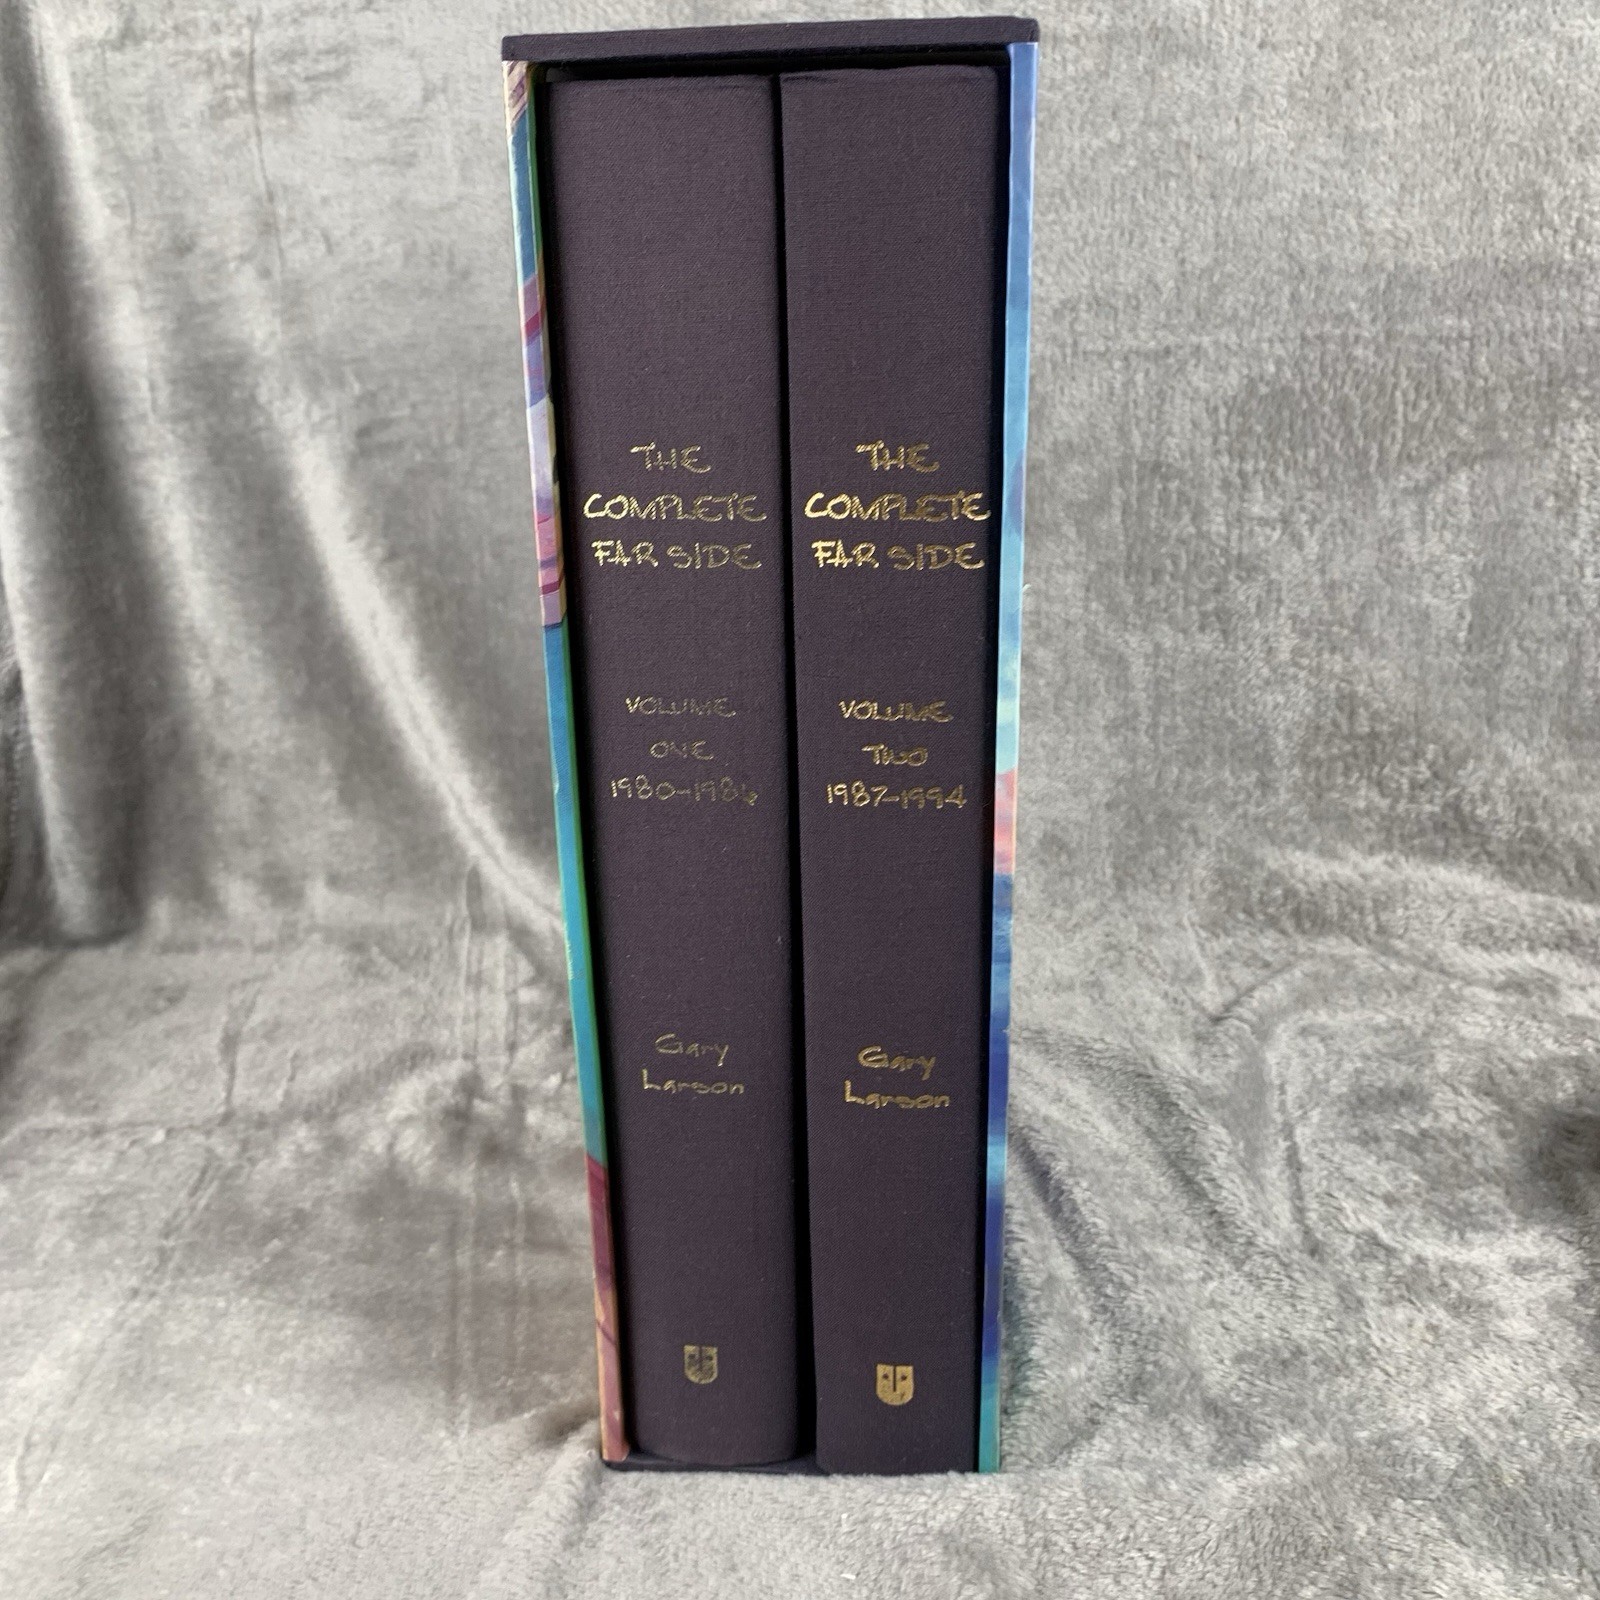 THE
COMPLETE
FAR SIDE
VOLUME
ONE
1980-1986
Gary
Larson
THE
COMPLETE
FAR SIDE
VOLUME
TWO
1987-1994
Gary
Larson